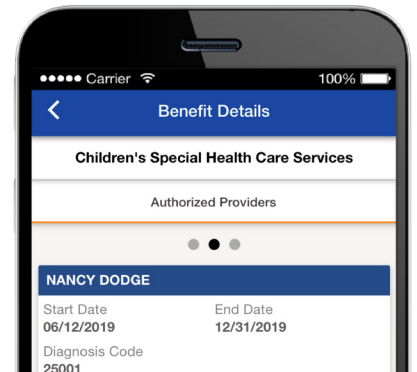 Carrier 100%
Benefit Details
Children's Special Health Care Services
Authorized Providers
NANCY DODGE
Start Date End Date
06/12/2019 12/31/2019
Diagnosis Code
25001